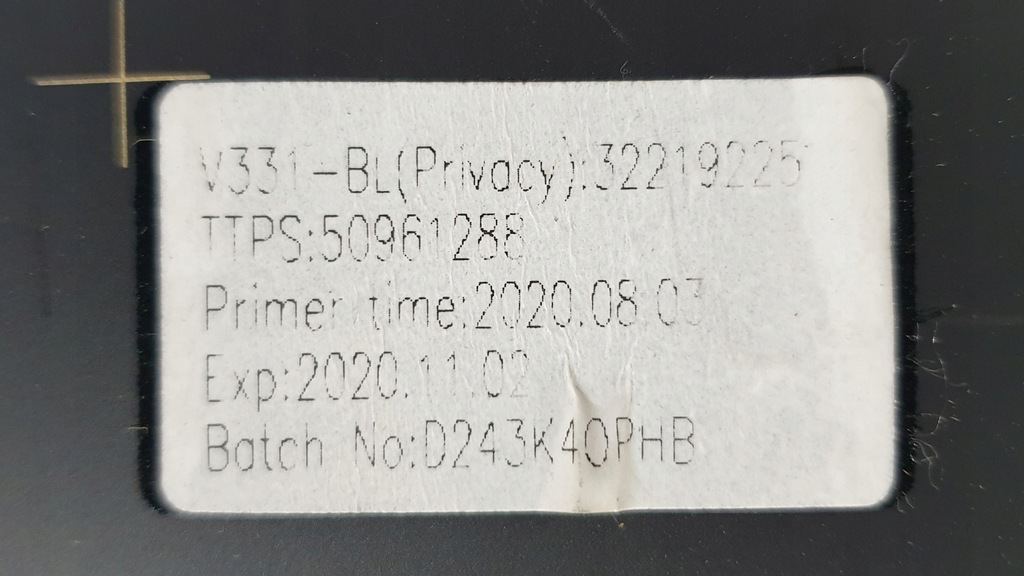 V331-BL(Privacy):32219225
TTPS:50961288
Primer time:2020.08.03
Exp:2020.11.02
Batch No:D243K40PHB